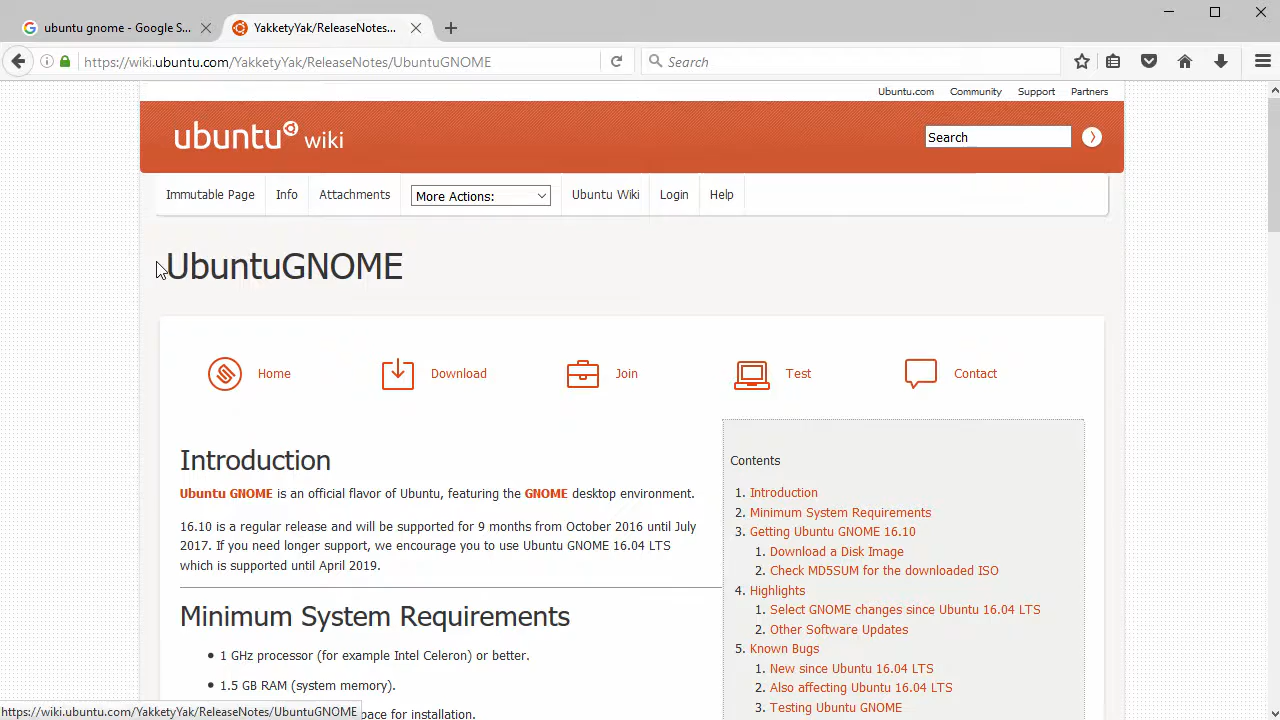 ubuntu gnome - Google S...
YakketyYak/ReleaseNotes...
https://wiki.ubuntu.com/YakketyYak/ReleaseNotes/UbuntuGNOME
Search
Ubuntu.com Community Support Partners
ubuntu wiki
Search
Immutable Page Info Attachments More Actions: Ubuntu Wiki Login Help
UbuntuGNOME
Home Download Join Test Contact
Introduction
Ubuntu GNOME is an official flavor of Ubuntu, featuring the GNOME desktop environment.
16.10 is a regular release and will be supported for 9 months from October 2016 until July
2017. If you need longer support, we encourage you to use Ubuntu GNOME 16.04 LTS
which is supported until April 2019.
Minimum System Requirements
1 GHz processor (for example Intel Celeron) or better.
1.5 GB RAM (system memory).
pace for installation.
Contents
1. Introduction
2. Minimum System Requirements
3. Getting Ubuntu GNOME 16.10
1. Download a Disk Image
2. Check MD5SUM for the downloaded ISO
4. Highlights
1. Select GNOME changes since Ubuntu 16.04 LTS
2. Other Software Updates
5. Known Bugs
1. New since Ubuntu 16.04 LTS
2. Also affecting Ubuntu 16.04 LTS
3. Testing Ubuntu GNOME
https://wiki.ubuntu.com/YakketyYak/ReleaseNotes/UbuntuGNOME